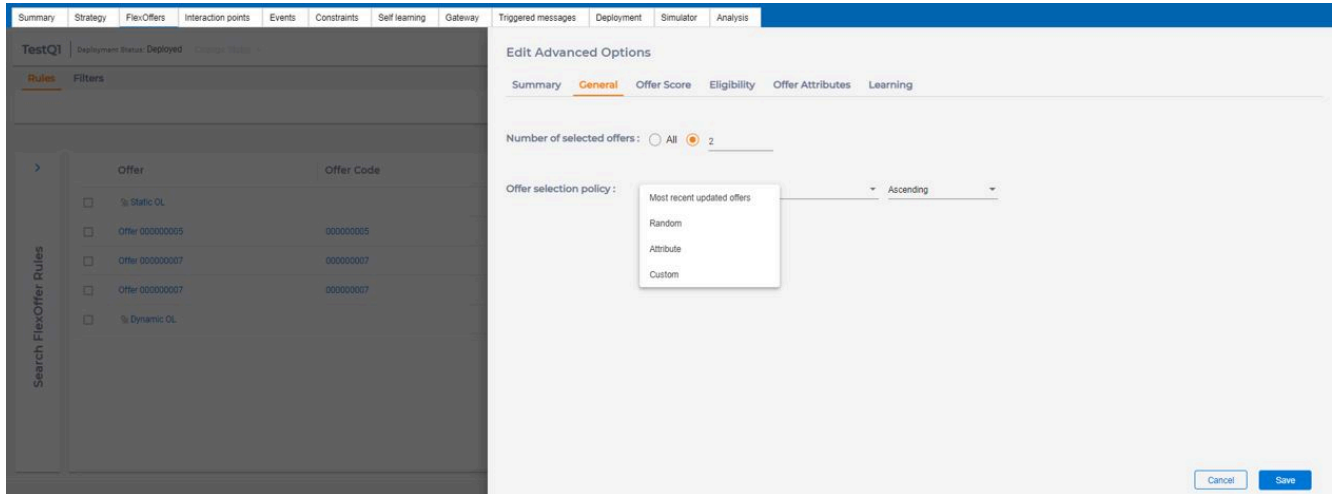 Summary Strategy FlexOffers Interaction points Events Constraints Self learning Gateway Triggered messages Deployment Simulator Analysis
TestQ1 Deployment Status: Deployed Change State
Edit Advanced Options
Rules Filters
Summary General Offer Score Eligibility Offer Attributes Learning
Number of selected offers : All 2
Offer Offer Code
Offer selection policy : Ascending
Most recent updated offers
Random
Attribute
Custom
Static OL
Offer 000000005 000000005
Offer 000000007 000000007
Offer 000000007 000000007
Dynamic OL
Search FlexOffer Rules
Cancel Save